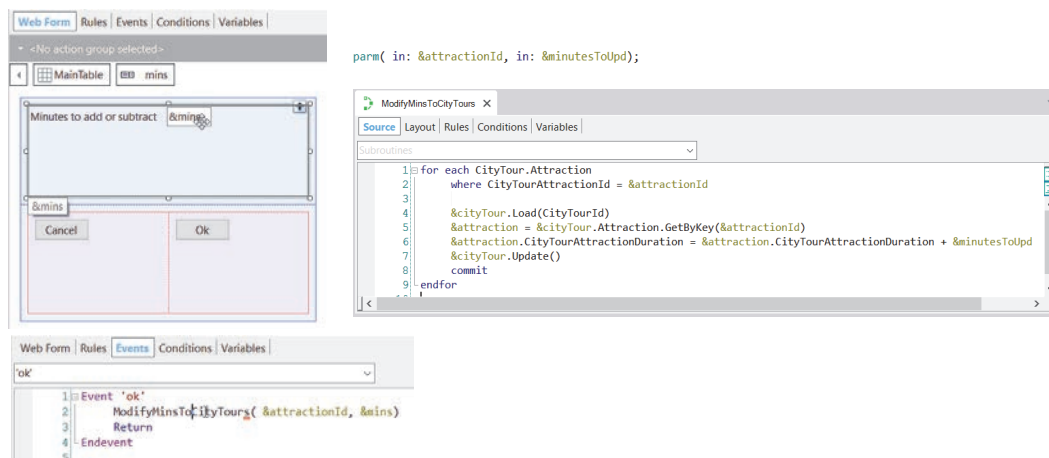 Web Form Rules Events Conditions Variables
<No action group selected>
MainTable mins
Minutes to add or subtract &mins
&mins
Cancel Ok
parm( in: &attractionId, in: &minutesToUpd);
ModifyMinsToCityTours X
Source Layout Rules Conditions Variables
Subroutines
1 for each CityTour.Attraction
2 where CityTourAttractionId = &attractionId
3
4 &cityTour.Load(CityTourId)
5 &attraction = &cityTour.Attraction.GetByKey(&attractionId)
6 &attraction.CityTourAttractionDuration = &attraction.CityTourAttractionDuration + &minutesToUpd
7 &cityTour.Update()
8 commit
9 endfor
Web Form Rules Events Conditions Variables
'ok'
1 Event 'ok'
2 ModifyMinsToCityTours( &attractionId, &mins)
3 Return
4 Endevent
5